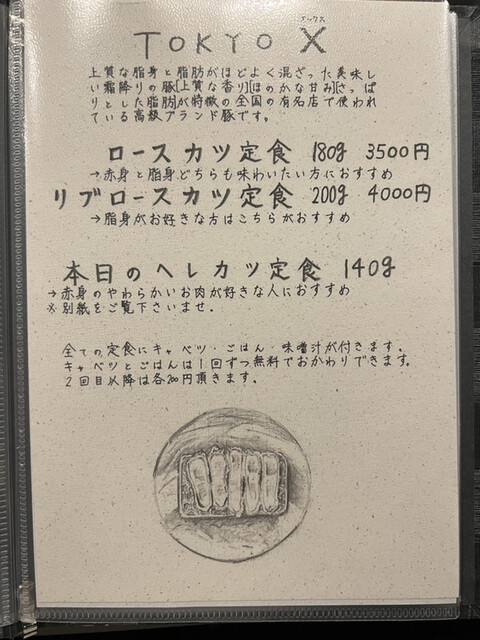 エックス
TOKYO X
上質な脂身と脂肪がほどよく混ざった美味し
い霜降りの豚[上質な香り][ほのかな甘み][さっぱ
りとした脂肪]が特徴の全国の有名店で使われ
ている高級ブランド豚です。
ロースカツ定食 180g 3500円
→赤身と脂身どちらも味わいたい方におすすめ
リブロースカツ定食 200g 4000円
→脂身がお好きな方はこちらがおすすめ
本日のヘレカツ定食 140g
→赤身のやわらかいお肉が好きな人におすすめ
※別紙をご覧下さいませ。
全ての定食にキャベツ・ごはん・味噌汁が付きます。
キャベツとごはんは1回ずつ無料でおかわりできます。
2回目以降は各200円頂きます。